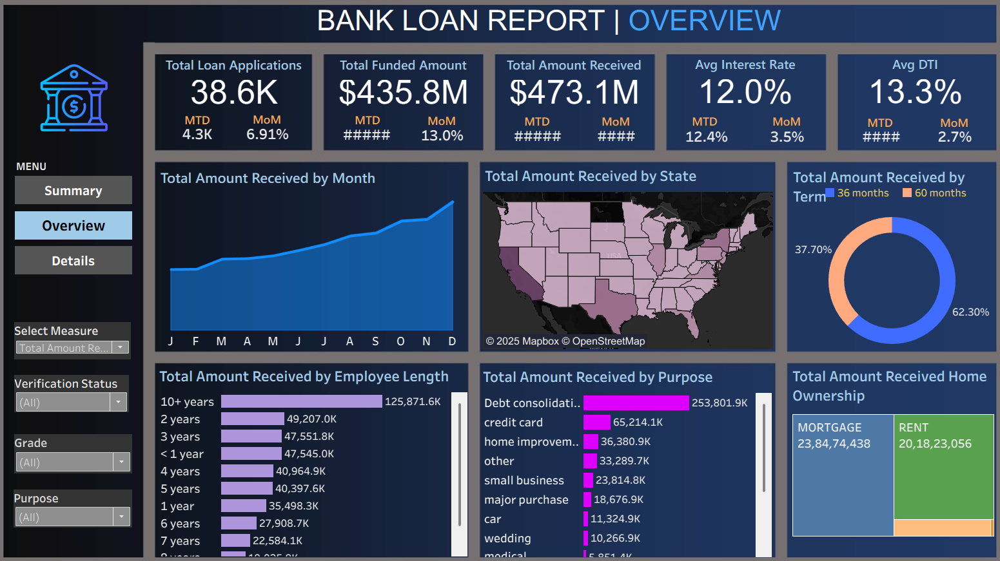 BANK LOAN REPORT | OVERVIEW
Total Loan Applications
38.6K
MTD MoM
4.3K 6.91%
Total Funded Amount
$435.8M
MTD MoM
##### 13.0%
Total Amount Received
$473.1M
MTD MoM
##### ####
Avg Interest Rate
12.0%
MTD MoM
12.4% 3.5%
Avg DTI
13.3%
MTD MoM
#### 2.7%
MENU
Summary
Overview
Details
Select Measure
Total Amount Re...
Verification Status
(All)
Grade
(All)
Purpose
(All)
Total Amount Received by Month
J F M A M J J A S O N D
Total Amount Received by State
USA
© 2025 Mapbox © OpenStreetMap
Total Amount Received by
Term
36 months 60 months
37.70%
62.30%
Total Amount Received by Employee Length
10+ years 125,871.6K
2 years 49,207.0K
3 years 47,551.8K
< 1 year 47,545.0K
4 years 40,964.9K
5 years 40,397.6K
1 year 35,498.3K
6 years 27,908.7K
7 years 22,584.1K
Total Amount Received by Purpose
Debt consolidati.. 253,801.9K
credit card 65,214.1K
home improvem.. 36,380.9K
other 33,289.7K
small business 23,814.8K
major purchase 18,676.9K
car 11,324.9K
wedding 10,266.9K
medical 5,851.4K
Total Amount Received Home
Ownership
MORTGAGE
23,84,74,438
RENT
20,18,23,056